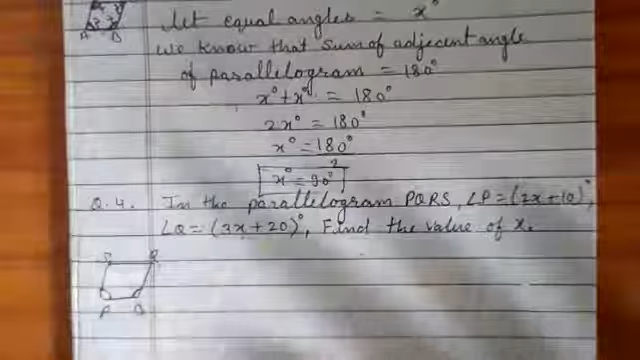 Let equal angles = x°
We know that sum of adjacent angle
of parallelogram = 180°
x° + x° = 180°
2x° = 180°
x° = 180°
2
x° = 90°
Q.4. In the parallelogram PQRS, ∠P = (2x+10)°,
∠Q = (3x+20)°, Find the value of x.
S R
P Q